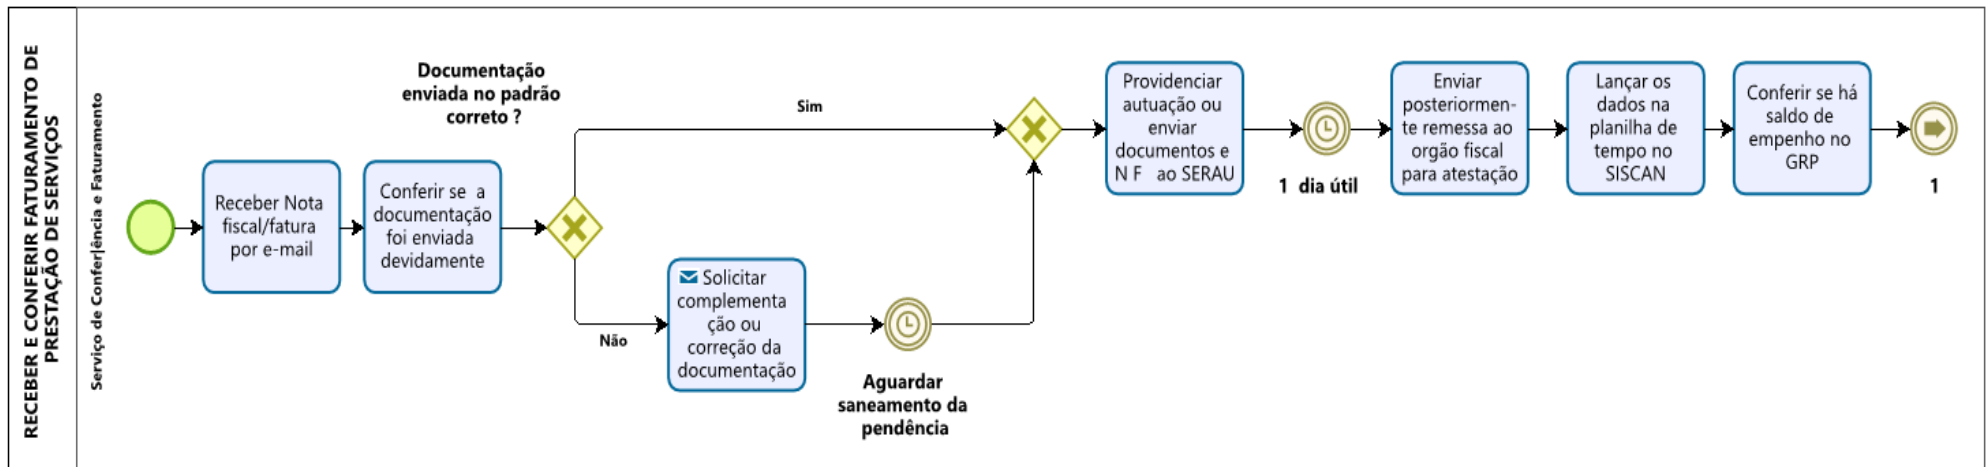 RECEBER E CONFERIR FATURAMENTO DE
PRESTAÇÃO DE SERVIÇOS
Serviço de Confer|ência e Faturamento
Receber Nota
fiscal/fatura
por e-mail
Conferir se a
documentação
foi enviada
devidamente
Documentação
enviada no padrão
correto ?
Sim
Não
Solicitar
complementa
ção ou
correção da
documentação
Aguardar
saneamento da
pendência
Providenciar
autuação ou
enviar
documentos e
N F ao SERAU
1 dia útil
Enviar
posteriormen-
te remessa ao
orgão fiscal
para atestação
Lançar os
dados na
planilha de
tempo no
SISCAN
Conferir se há
saldo de
empenho no
GRP
1